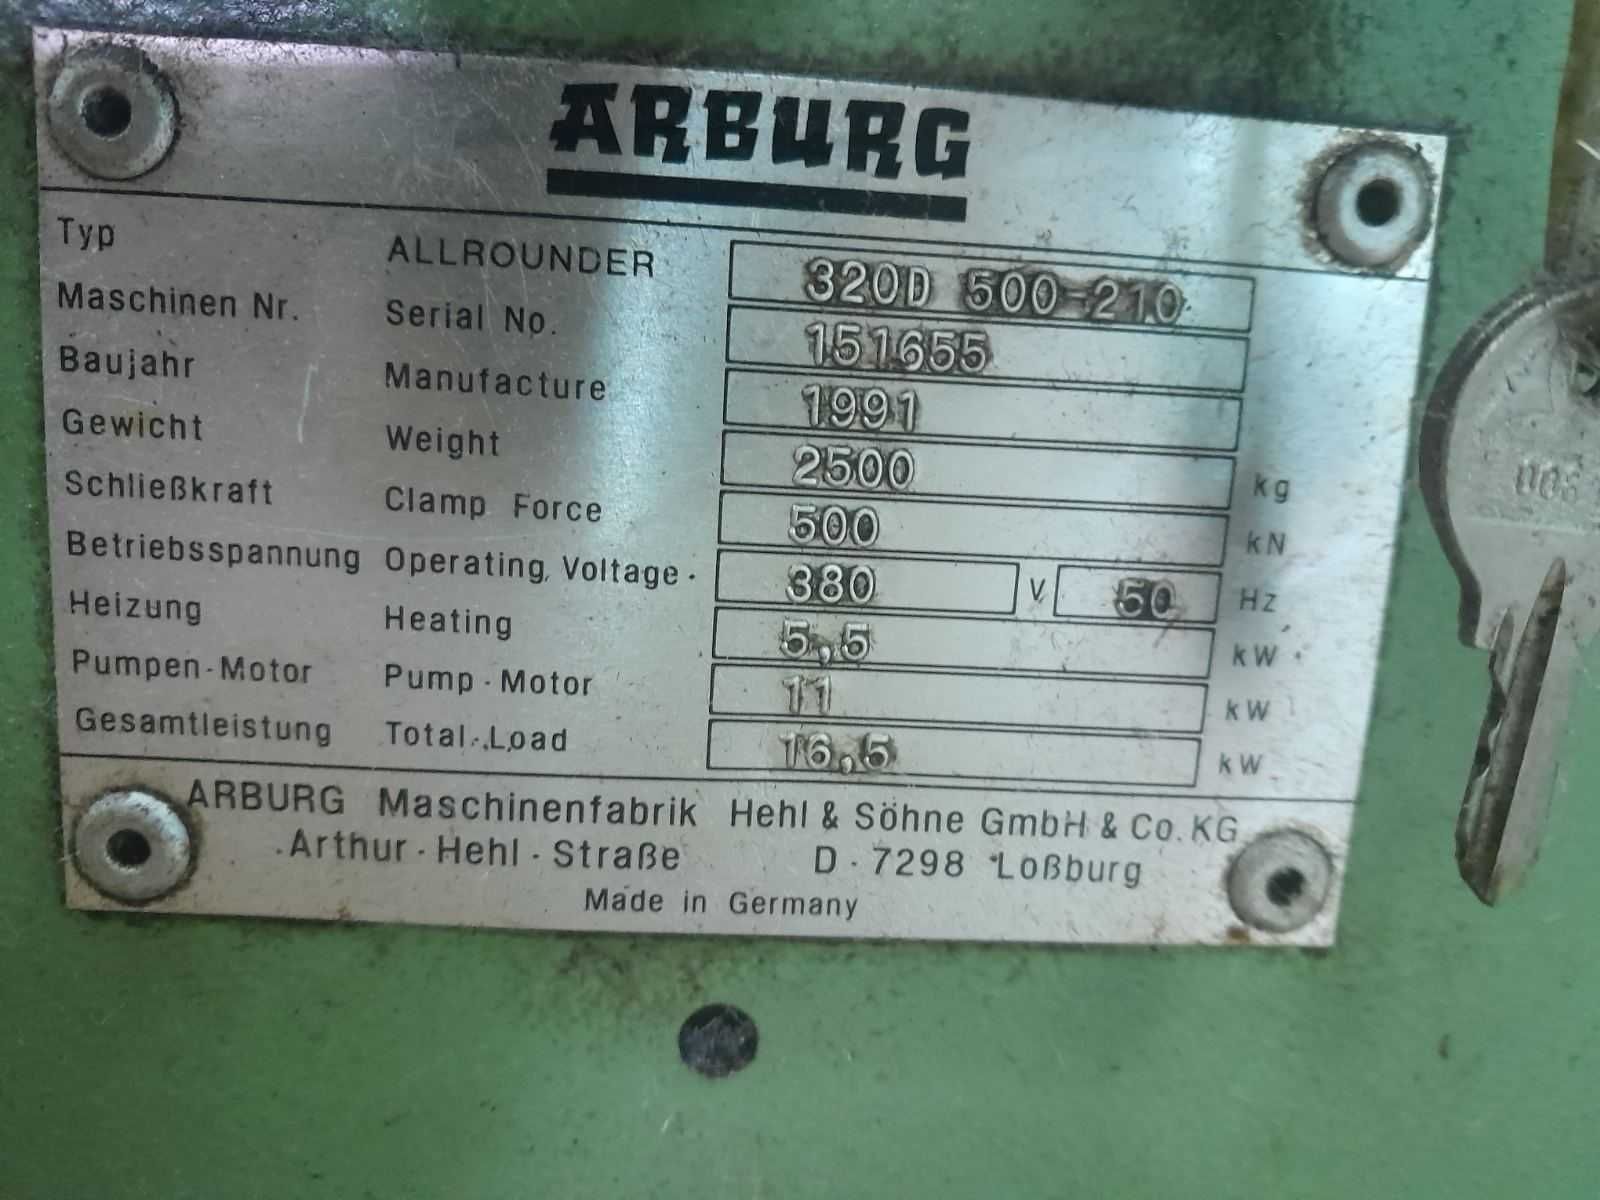 ARBURG
Typ ALLROUNDER 320D 500-210
Maschinen Nr. Serial No. 151655
Baujahr Manufacture 1991
Gewicht Weight 2500 kg
Schließkraft Clamp Force 500 kN
Betriebsspannung Operating Voltage 380 V 50 Hz
Heizung Heating 5,5 kW
Pumpen-Motor Pump-Motor 11 kW
Gesamtleistung Total-Load 16,5 kW
ARBURG Maschinenfabrik Hehl & Söhne GmbH & Co. KG
Arthur-Hehl-Straße D-7298 Loßburg
Made in Germany